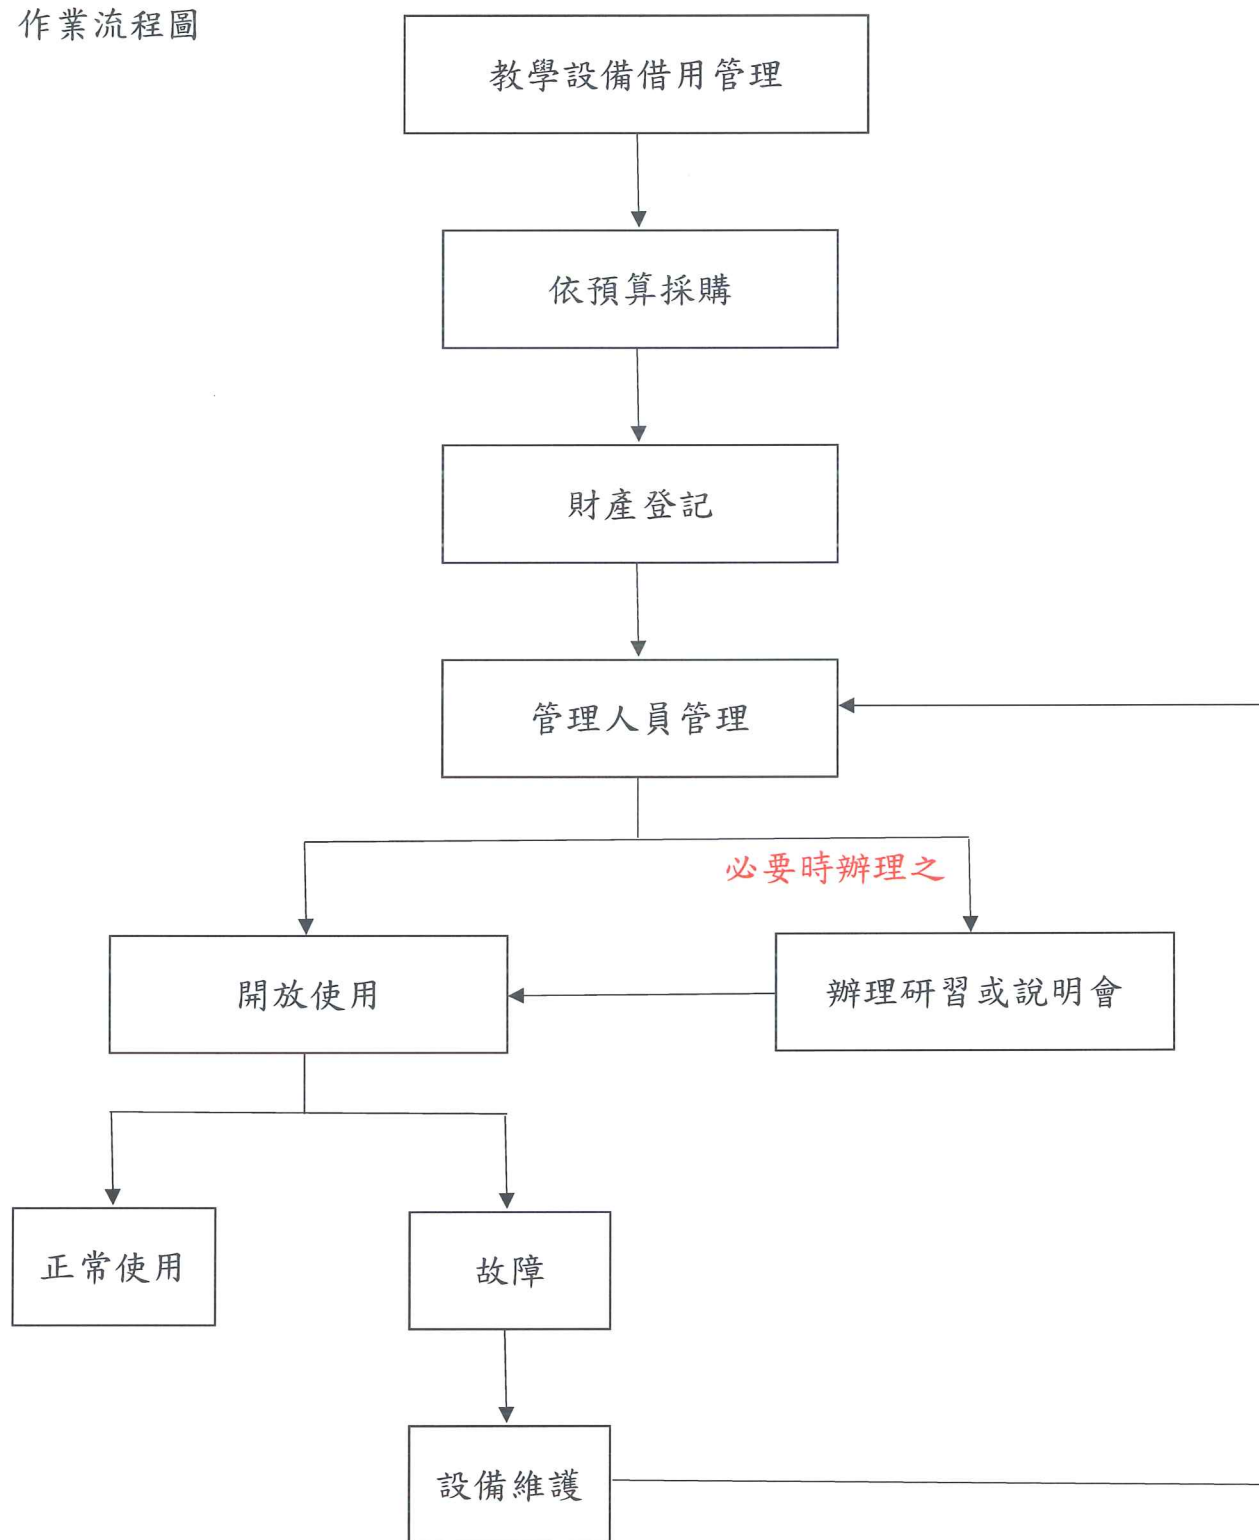 作業流程圖
教學設備借用管理
依預算採購
財產登記
管理人員管理
必要時辦理之
開放使用
辦理研習或說明會
正常使用
故障
設備維護